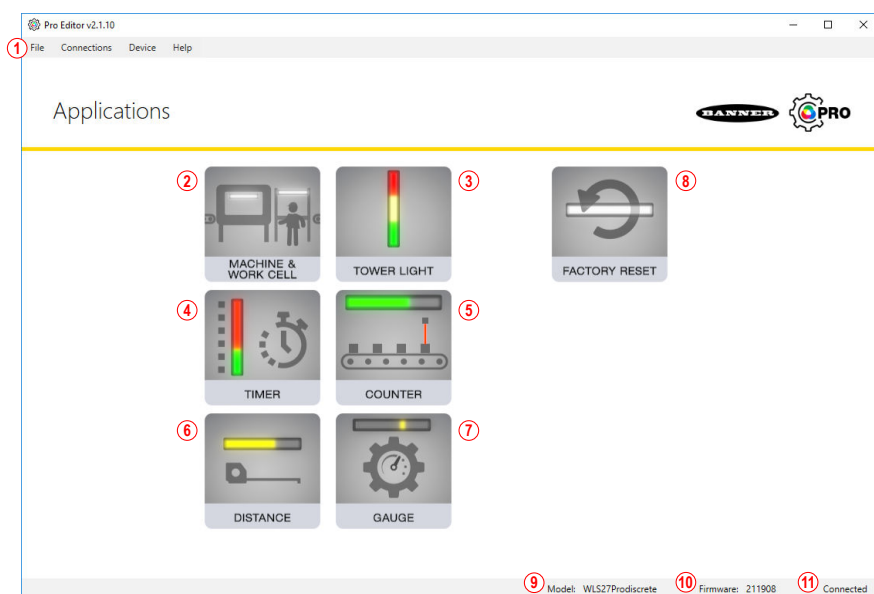 Pro Editor v2.1.10
1 File Connections Device Help
Applications
BANNER PRO
2 3 8
MACHINE &
WORK CELL
TOWER LIGHT
FACTORY RESET
4 5
TIMER COUNTER
6 7
DISTANCE GAUGE
9 Model: WLS27Prodiscrete 10 Firmware: 211908 11 Connected